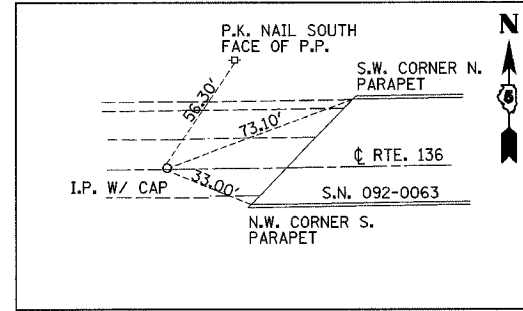 P.K. NAIL SOUTH
FACE OF P.P.
N
S.W. CORNER N.
PARAPET
5
56.30'
73.10'
℄ RTE. 136
I.P. W/ CAP
33.00'
S.N. 092-0063
N.W. CORNER S.
PARAPET